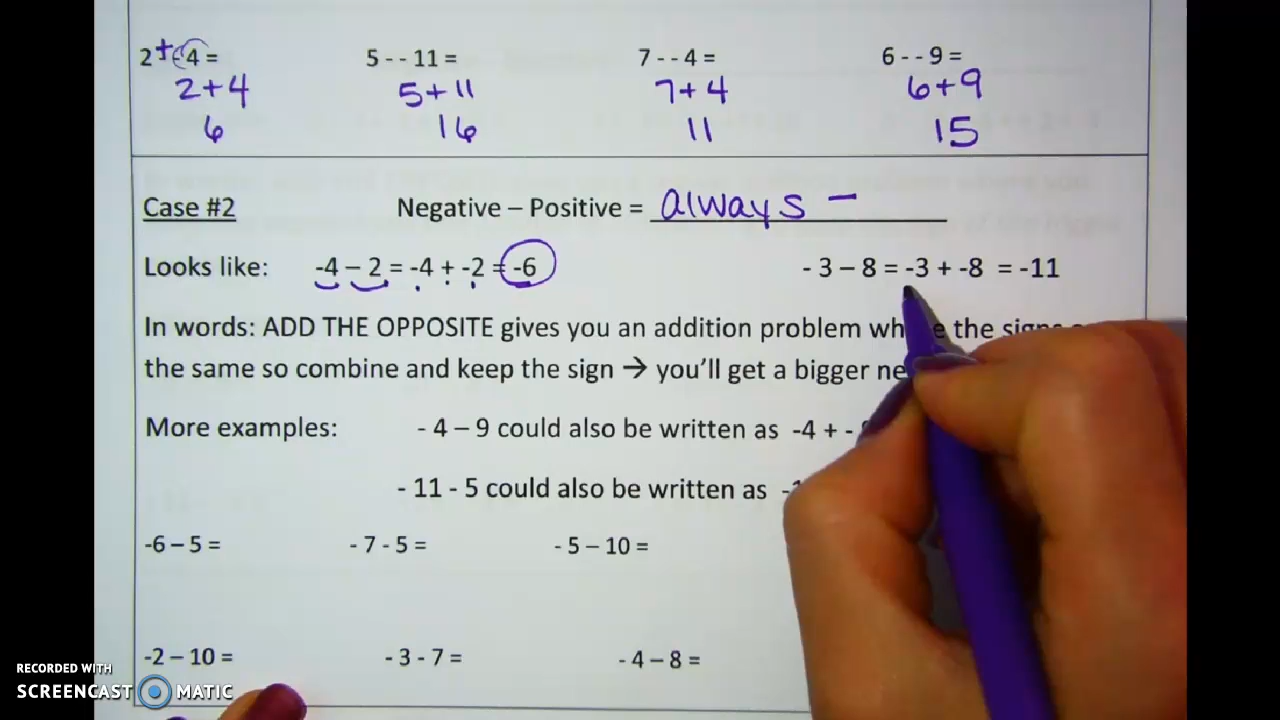 2 + - 4 = 5 - - 11 = 7 - - 4 = 6 - - 9 =
2+4 5+11 7+4 6+9
6 16 11 15
Case #2 Negative – Positive = always –
Looks like: -4 – 2 = -4 + -2 = -6 - 3 – 8 = -3 + -8 = -11
In words: ADD THE OPPOSITE gives you an addition problem the signs
the same so combine and keep the sign → you'll get a bigger
More examples: - 4 – 9 could also be written as -4 + -
- 11 - 5 could also be written as
-6 – 5 = - 7 - 5 = - 5 – 10 =
-2 – 10 = - 3 - 7 = - 4 – 8 =
RECORDED WITH
SCREENCAST MATIC